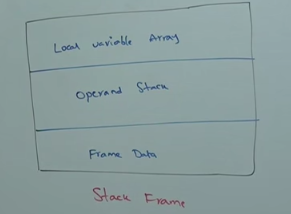 Local variable Array
Operand Stack
Frame Data
Stack Frame